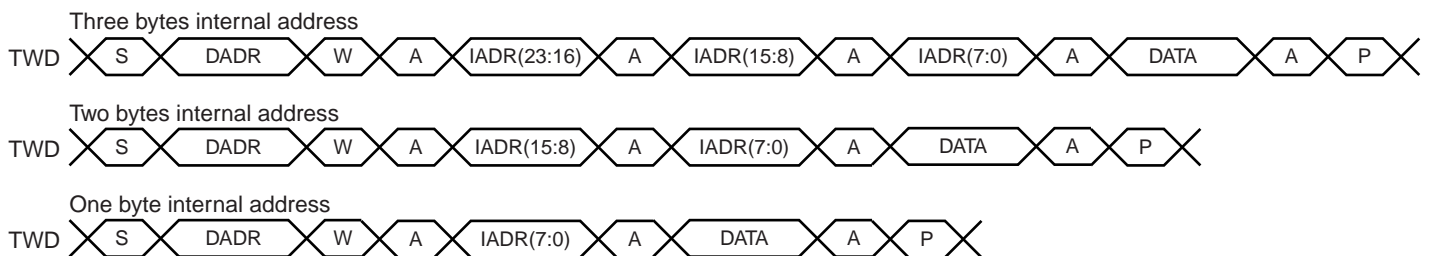 Three bytes internal address
TWD S DADR W A IADR(23:16) A IADR(15:8) A IADR(7:0) A DATA A P
Two bytes internal address
TWD S DADR W A IADR(15:8) A IADR(7:0) A DATA A P
One byte internal address
TWD S DADR W A IADR(7:0) A DATA A P